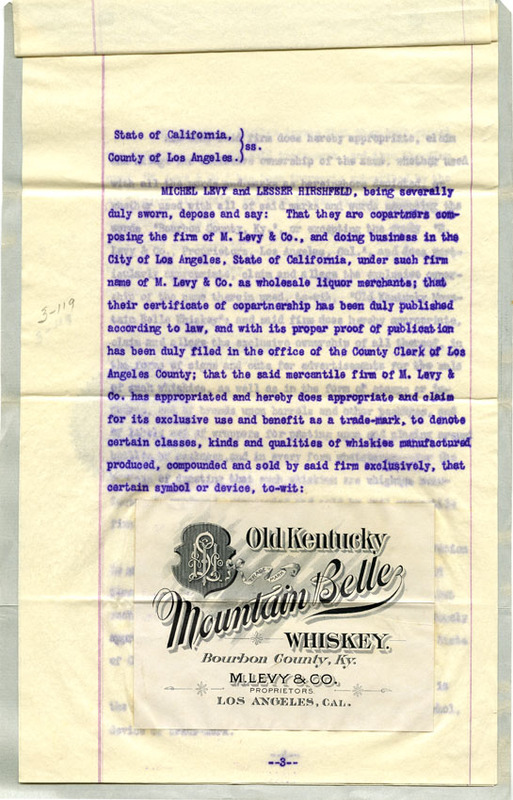 State of California, )
)ss.
County of Los Angeles.)
MICHEL LEVY and LESSER HIRSHFELD, being severally
duly sworn, depose and say: That they are copartners com-
posing the firm of M. Levy & Co., and doing business in the
City of Los Angeles, State of California, under such firm
name of M. Levy & Co. as wholesale liquor merchants; that
their certificate of copartnership has been duly published
according to law, and with its proper proof of publication
has been duly filed in the office of the County Clerk of Los
Angeles County; that the said mercantile firm of M. Levy &
Co. has appropriated and hereby does appropriate and claim
for its exclusive use and benefit as a trade-mark, to denote
certain classes, kinds and qualities of whiskies manufactured
produced, compounded and sold by said firm exclusively, that
certain symbol or device, to-wit:
3-119
Old Kentucky
Mountain Belle
WHISKEY.
Bourbon County, Ky.
M. LEVY & CO.
PROPRIETORS
LOS ANGELES, CAL.
--3--